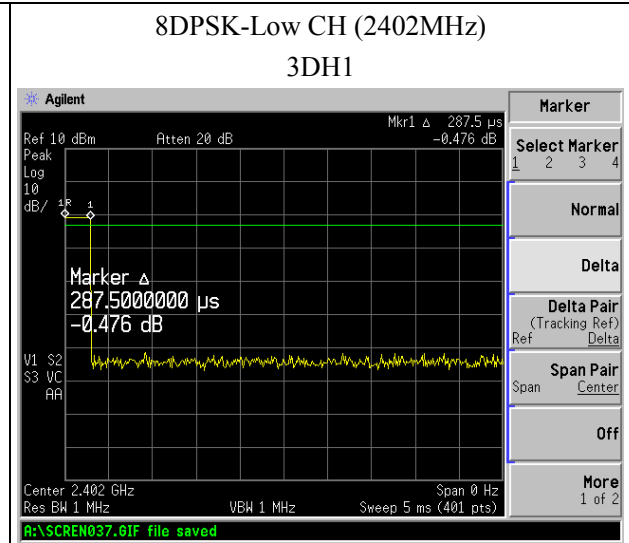 8DPSK-Low CH (2402MHz)
3DH1
Agilent
Marker
Mkr1 Δ 287.5 µs
Ref 10 dBm Atten 20 dB -0.476 dB
Peak
Log
10
dB/
1R 1
Marker Δ
287.5000000 µs
-0.476 dB
V1 S2
S3 VC
AA
Center 2.402 GHz Span 0 Hz
Res BW 1 MHz VBW 1 MHz Sweep 5 ms (401 pts)
A:\SCREN037.GIF file saved
Select Marker
1 2 3 4
Normal
Delta
Delta Pair
(Tracking Ref)
Ref Delta
Span Pair
Span Center
Off
More
1 of 2